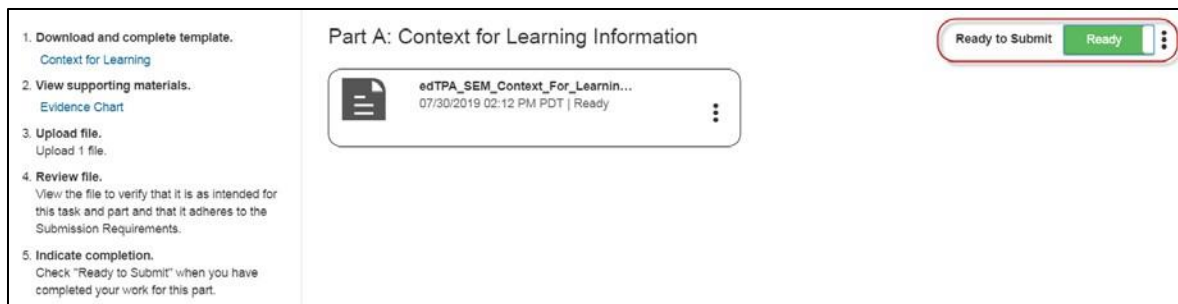 1. Download and complete template.
Context for Learning
2. View supporting materials.
Evidence Chart
3. Upload file.
Upload 1 file.
4. Review file.
View the file to verify that it is as intended for
this task and part and that it adheres to the
Submission Requirements.
5. Indicate completion.
Check "Ready to Submit" when you have
completed your work for this part.
Part A: Context for Learning Information
edTPA_SEM_Context_For_Learnin...
07/30/2019 02:12 PM PDT | Ready
Ready to Submit Ready